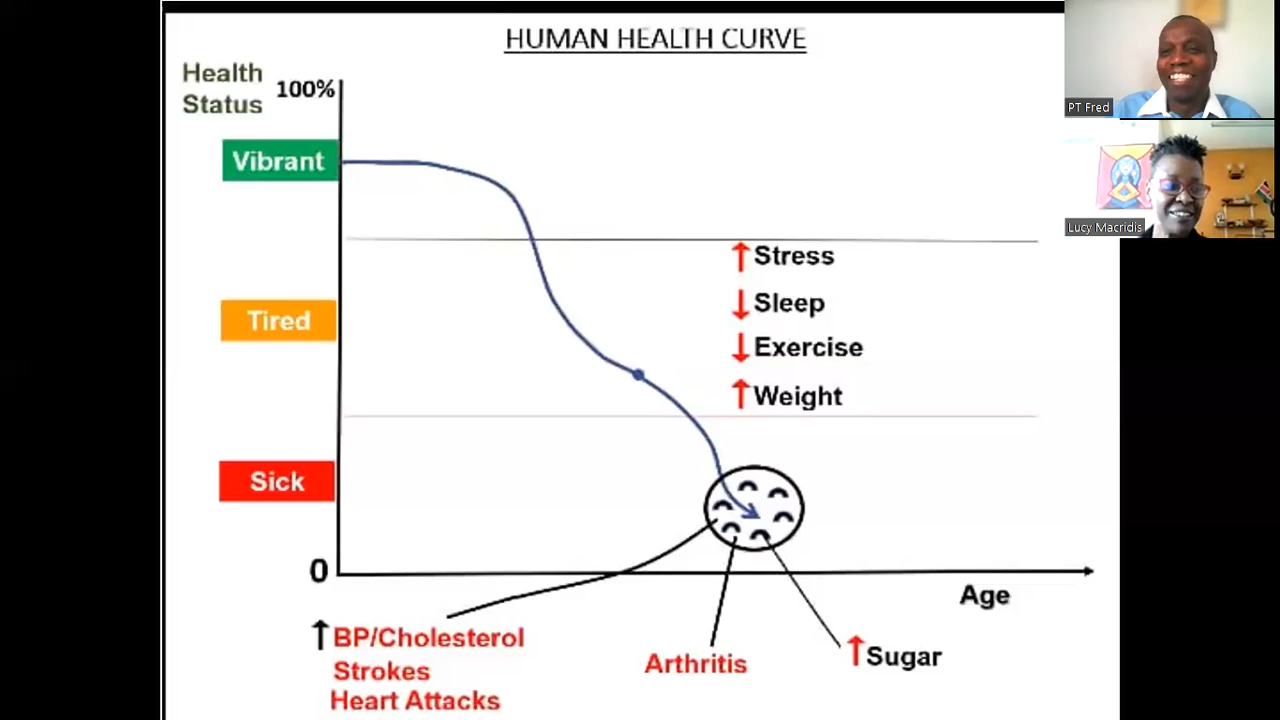 HUMAN HEALTH CURVE
Health
Status
100%
Vibrant
Tired
Sick
0
↑ Stress
↓ Sleep
↓ Exercise
↑ Weight
Age
↑ BP/Cholesterol
Strokes
Heart Attacks
Arthritis
↑ Sugar
PT Fred
Lucy Macridis